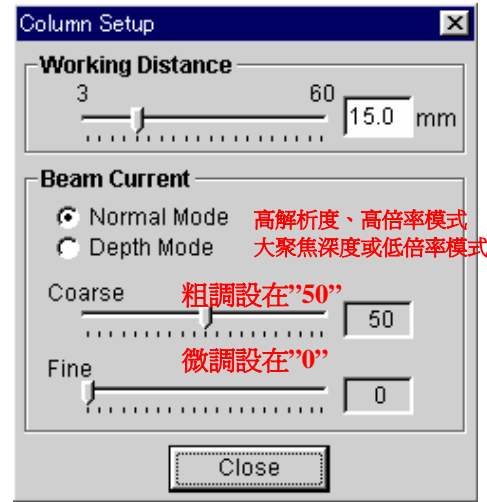 Column Setup
Working Distance
3 60
15.0 mm
Beam Current
Normal Mode 高解析度、高倍率模式
Depth Mode 大聚焦深度或低倍率模式
Coarse 粗調設在”50”
50
Fine 微調設在”0”
0
Close